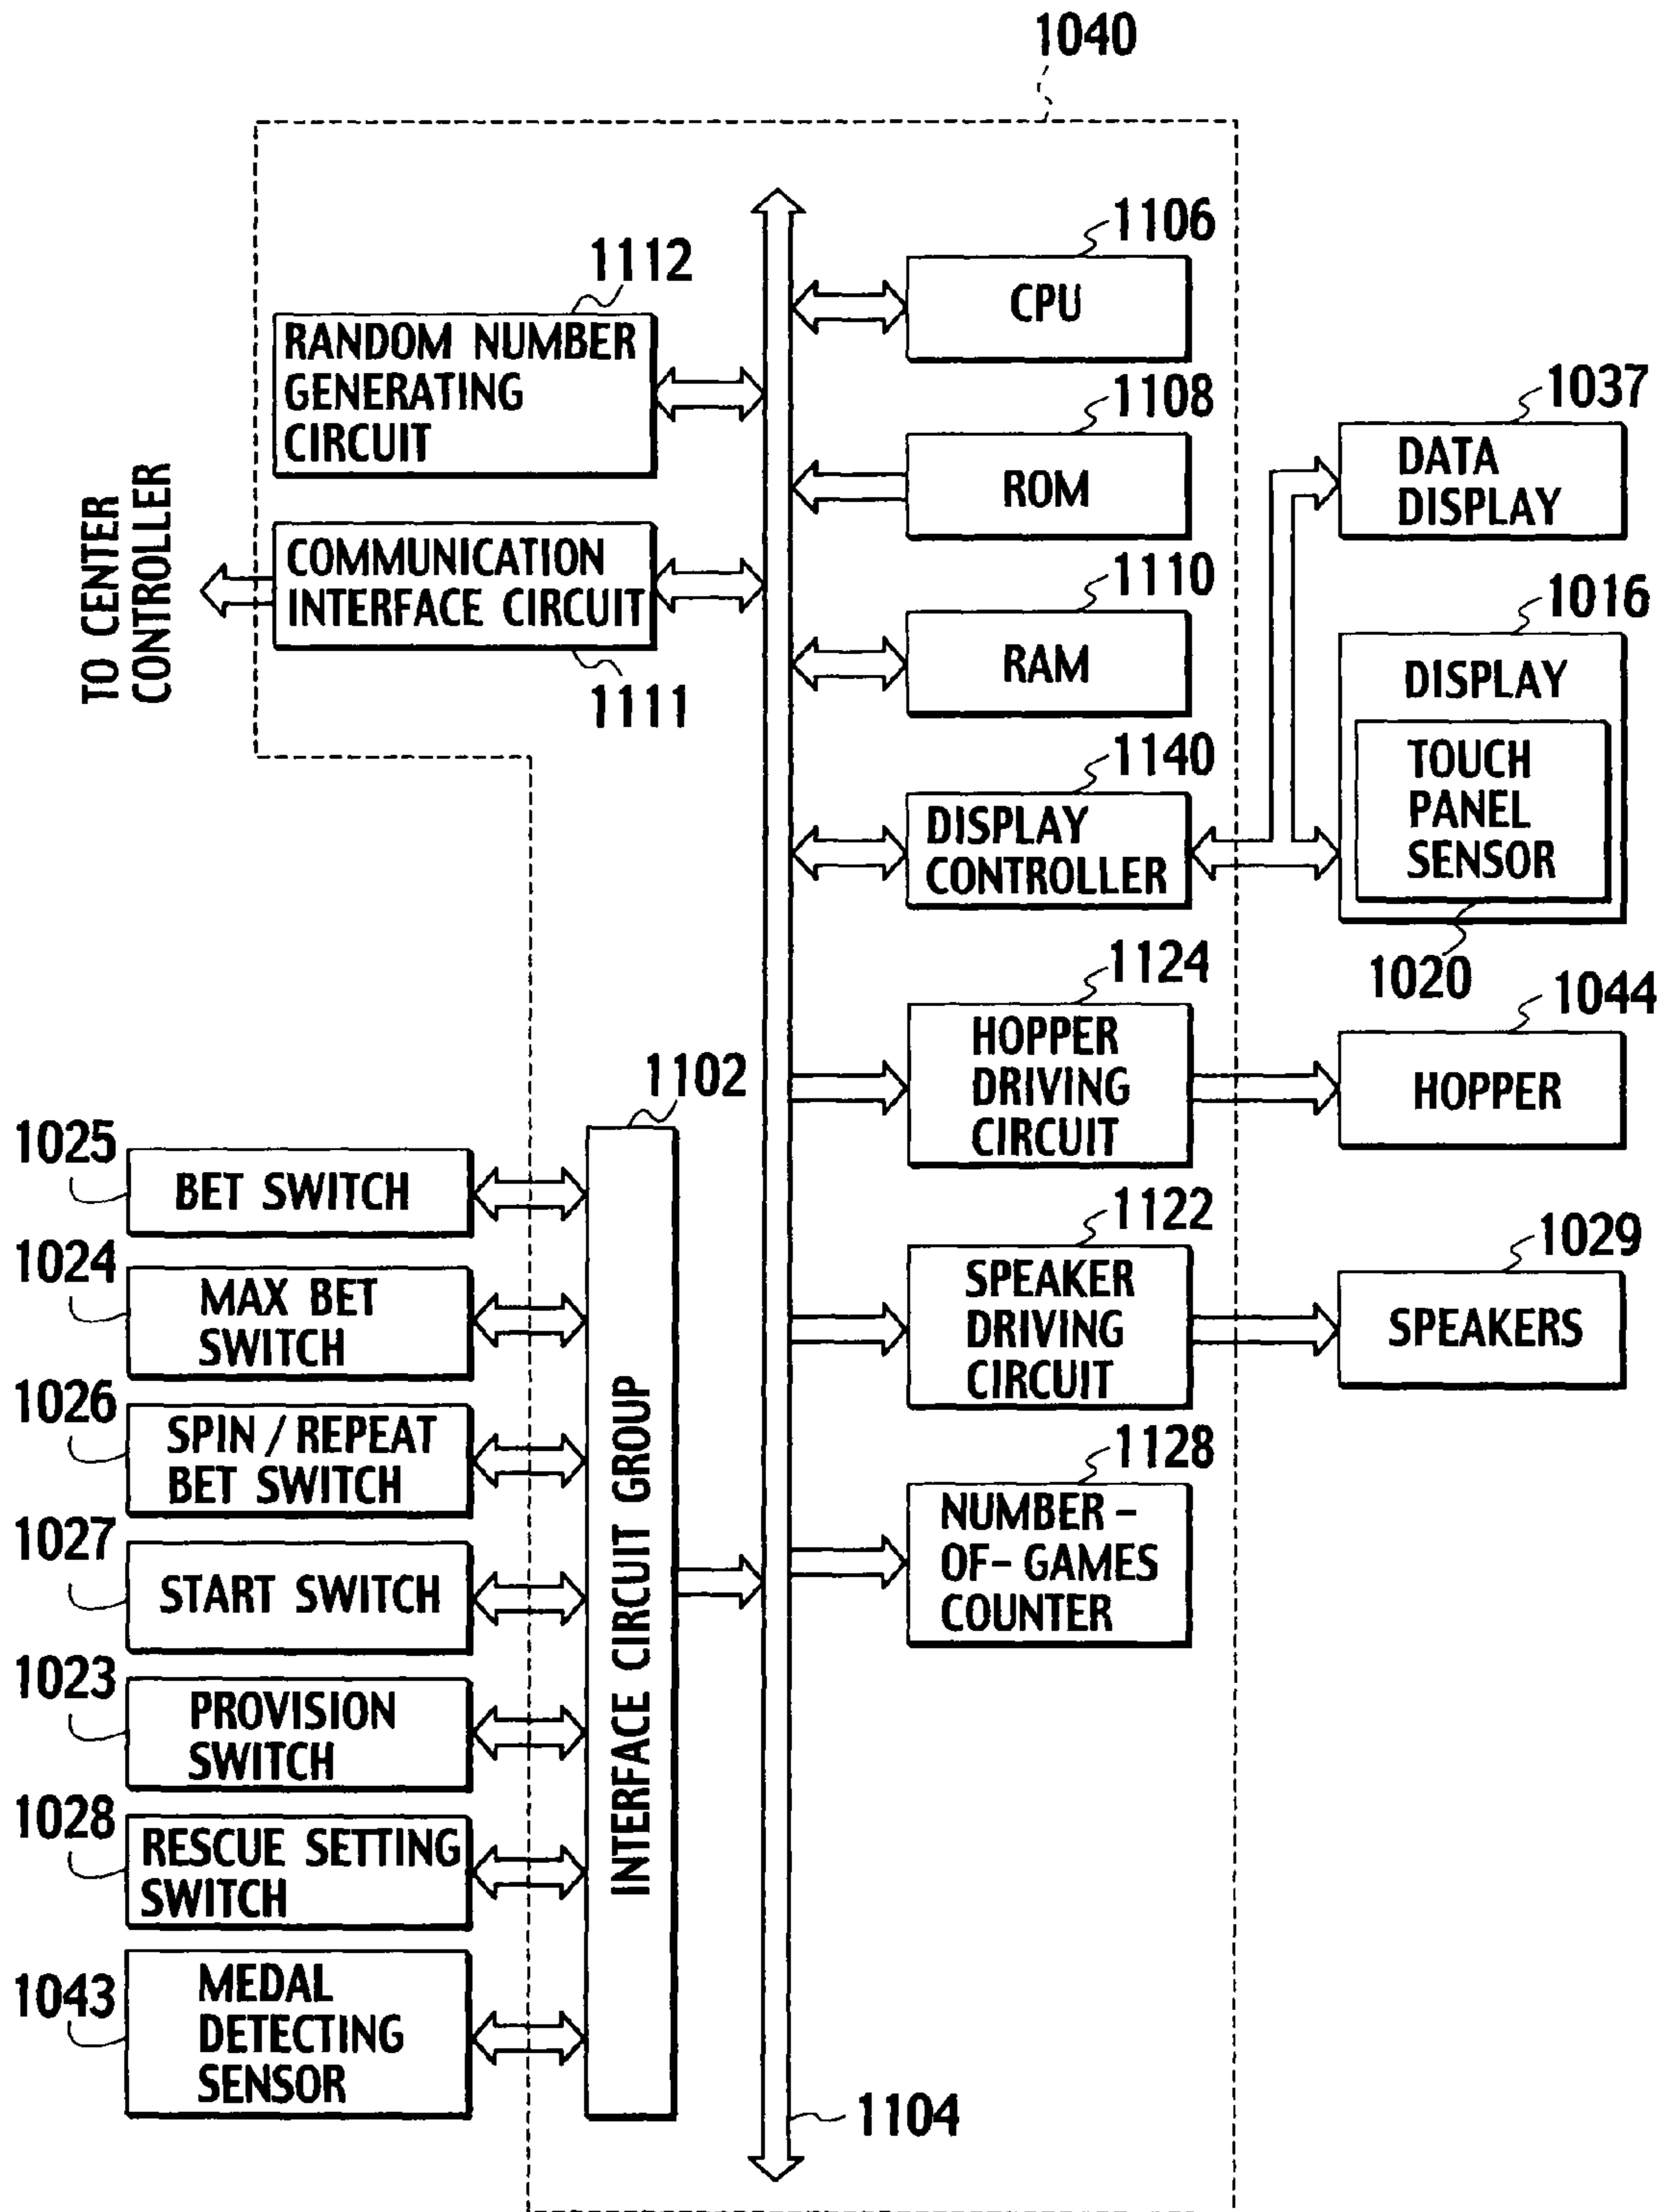 1040
1106
CPU
1112
RANDOM NUMBER
GENERATING
CIRCUIT
1108
ROM
1037
DATA
DISPLAY
TO CENTER
CONTROLLER
COMMUNICATION
INTERFACE CIRCUIT
1111
1110
RAM
1016
DISPLAY
TOUCH
PANEL
SENSOR
1020
1140
DISPLAY
CONTROLLER
1124
HOPPER
DRIVING
CIRCUIT
1044
HOPPER
1102
INTERFACE CIRCUIT GROUP
1025
BET SWITCH
1024
MAX BET
SWITCH
1026
SPIN / REPEAT
BET SWITCH
1027
START SWITCH
1023
PROVISION
SWITCH
1028
RESCUE SETTING
SWITCH
1043
MEDAL
DETECTING
SENSOR
1122
SPEAKER
DRIVING
CIRCUIT
1029
SPEAKERS
1128
NUMBER -
OF- GAMES
COUNTER
1104